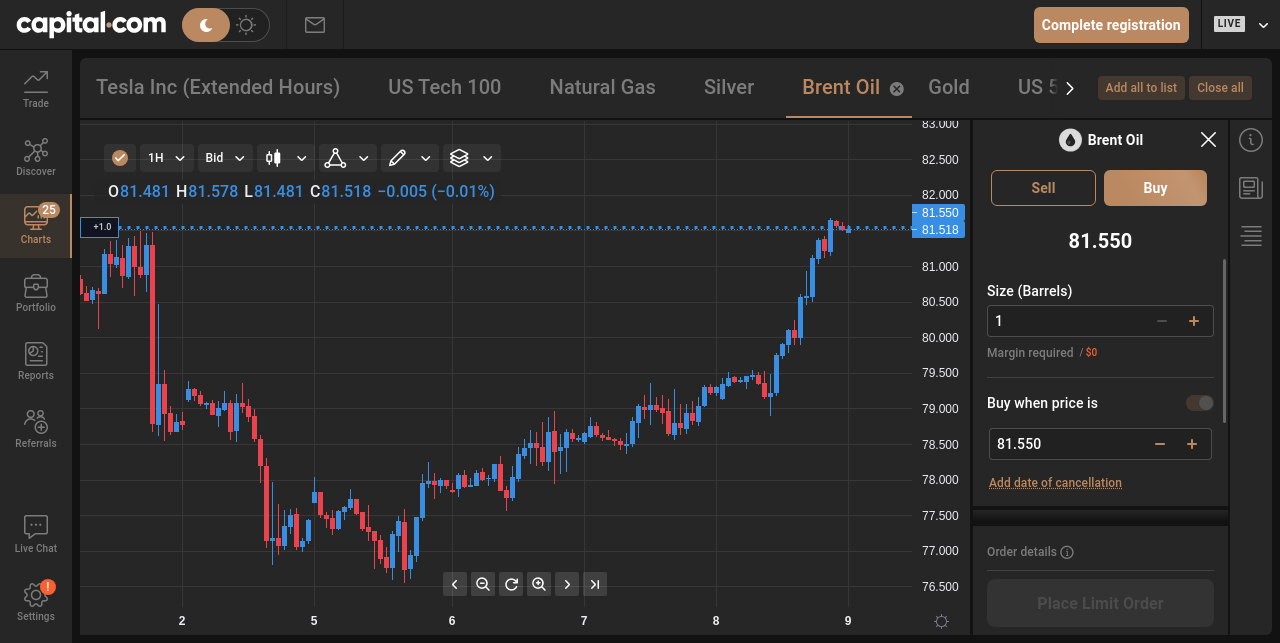 capital.com
Complete registration
LIVE
Trade
Discover
25
Charts
Portfolio
Reports
Referrals
Live Chat
!
Settings
Tesla Inc (Extended Hours) US Tech 100 Natural Gas Silver Brent Oil Gold US 5
Add all to list Close all
1H Bid
O81.481 H81.578 L81.481 C81.518 −0.005 (−0.01%)
+1.0
83.000
82.500
82.000
81.550
81.518
81.000
80.500
80.000
79.500
79.000
78.500
78.000
77.500
77.000
76.500
2 5 6 7 8 9
Brent Oil
Sell Buy
81.550
Size (Barrels)
1 − +
Margin required / $0
Buy when price is
81.550 − +
Add date of cancellation
Order details
Place Limit Order